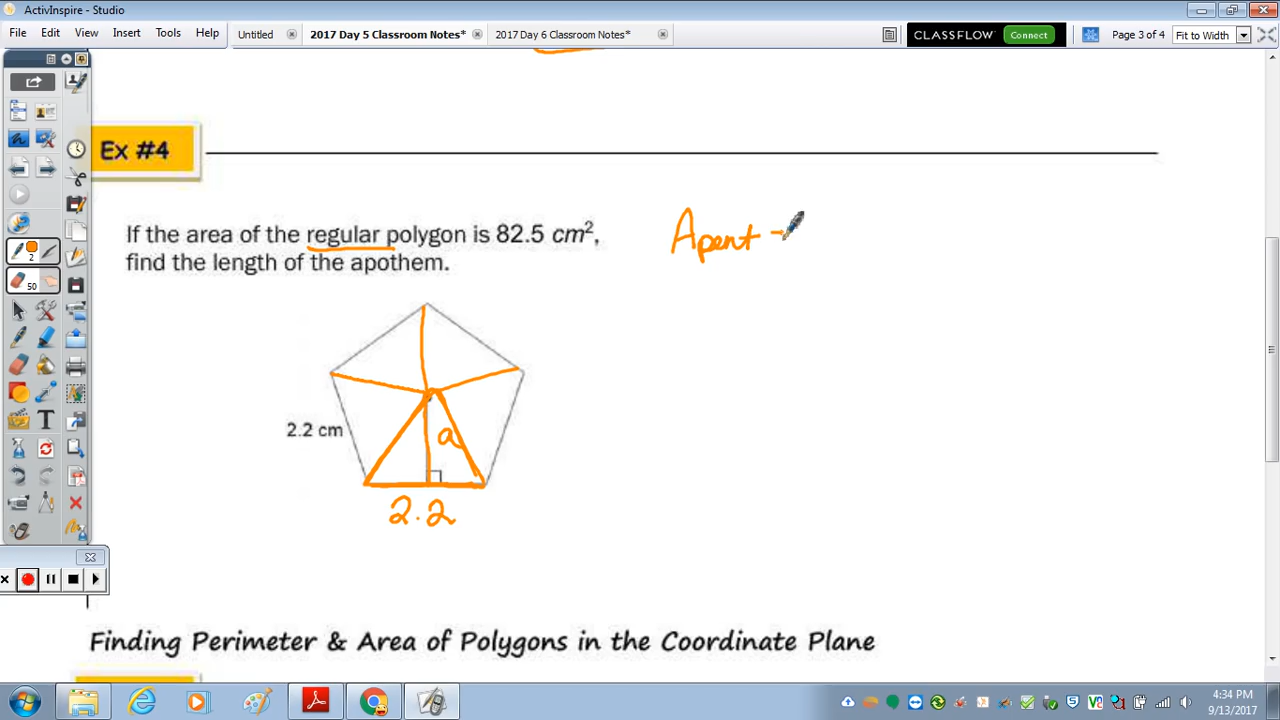 ActivInspire - Studio
File Edit View Insert Tools Help
Untitled
2017 Day 5 Classroom Notes*
2017 Day 6 Classroom Notes*
CLASSFLOW Connect
Page 3 of 4
Fit to Width
2
50
Ex #4
If the area of the regular polygon is 82.5 cm²,
find the length of the apothem.
Apent -
2.2 cm
a
2.2
Finding Perimeter & Area of Polygons in the Coordinate Plane
4:34 PM
9/13/2017